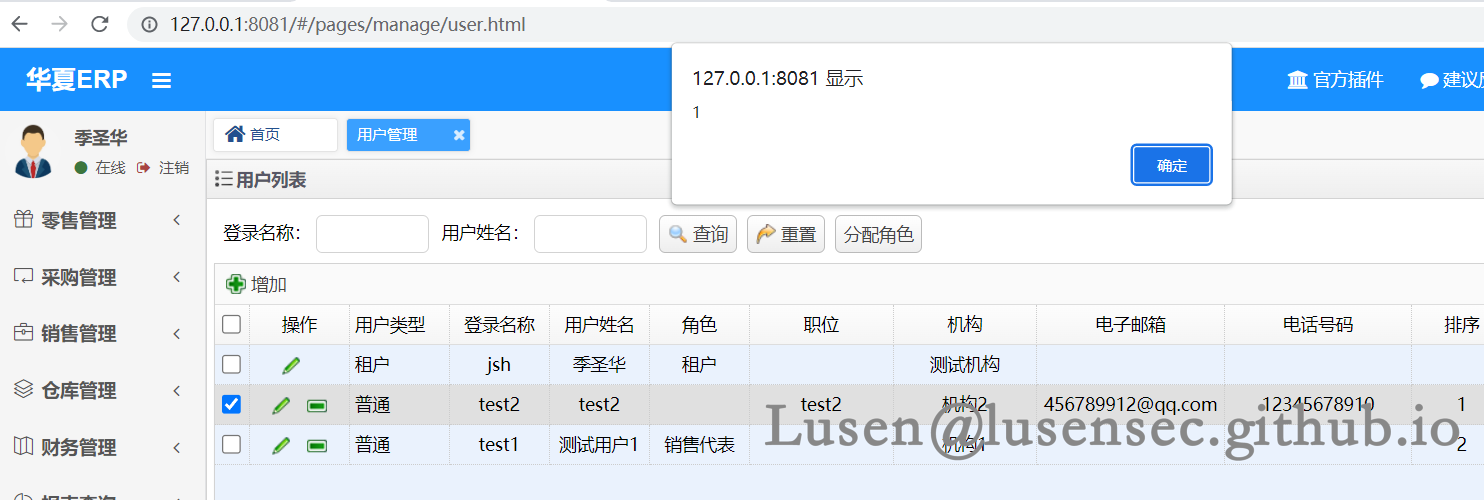 127.0.0.1:8081/#/pages/manage/user.html
华夏ERP
官方插件
建议反
127.0.0.1:8081 显示
1
确定
季圣华
在线 注销
首页
用户管理
用户列表
零售管理
采购管理
销售管理
仓库管理
财务管理
报表查询
登录名称： 用户姓名： 查询 重置 分配角色
增加
操作 用户类型 登录名称 用户姓名 角色 职位 机构 电子邮箱 电话号码 排序
租户 jsh 季圣华 租户 测试机构
普通 test2 test2 test2 机构2 456789912@qq.com 12345678910 1
普通 test1 测试用户1 销售代表 机构1 2
Lusen@lusensec.github.io